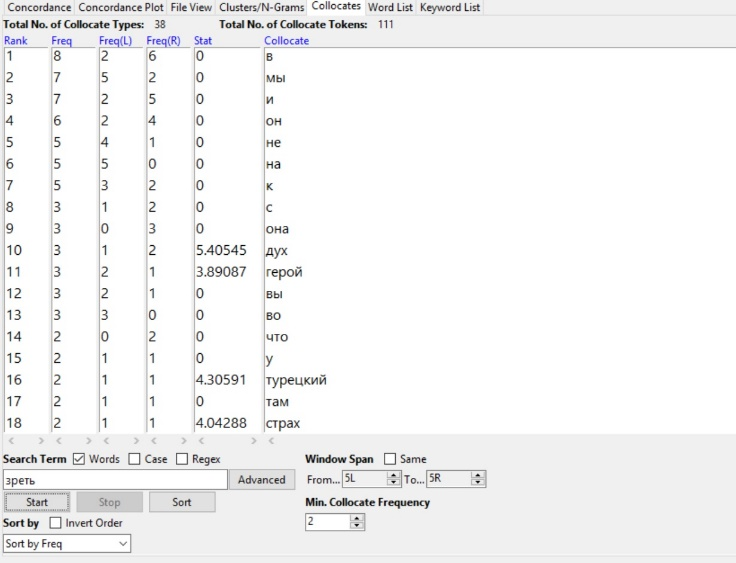 Concordance Concordance Plot File View Clusters/N-Grams Collocates Word List Keyword List
Total No. of Collocate Types: 38 Total No. of Collocate Tokens: 111
Rank Freq Freq(L) Freq(R) Stat Collocate
1 8 2 6 0 в
2 7 5 2 0 мы
3 7 2 5 0 и
4 6 2 4 0 он
5 5 4 1 0 не
6 5 5 0 0 на
7 5 3 2 0 к
8 3 1 2 0 с
9 3 0 3 0 она
10 3 1 2 5.40545 дух
11 3 2 1 3.89087 герой
12 3 2 1 0 вы
13 3 3 0 0 во
14 2 0 2 0 что
15 2 1 1 0 у
16 2 1 1 4.30591 турецкий
17 2 1 1 0 там
18 2 1 1 4.04288 страх
Search Term Words Case Regex Window Span Same
зреть Advanced From... 5L To... 5R
Start Stop Sort Min. Collocate Frequency
Sort by Invert Order 2
Sort by Freq